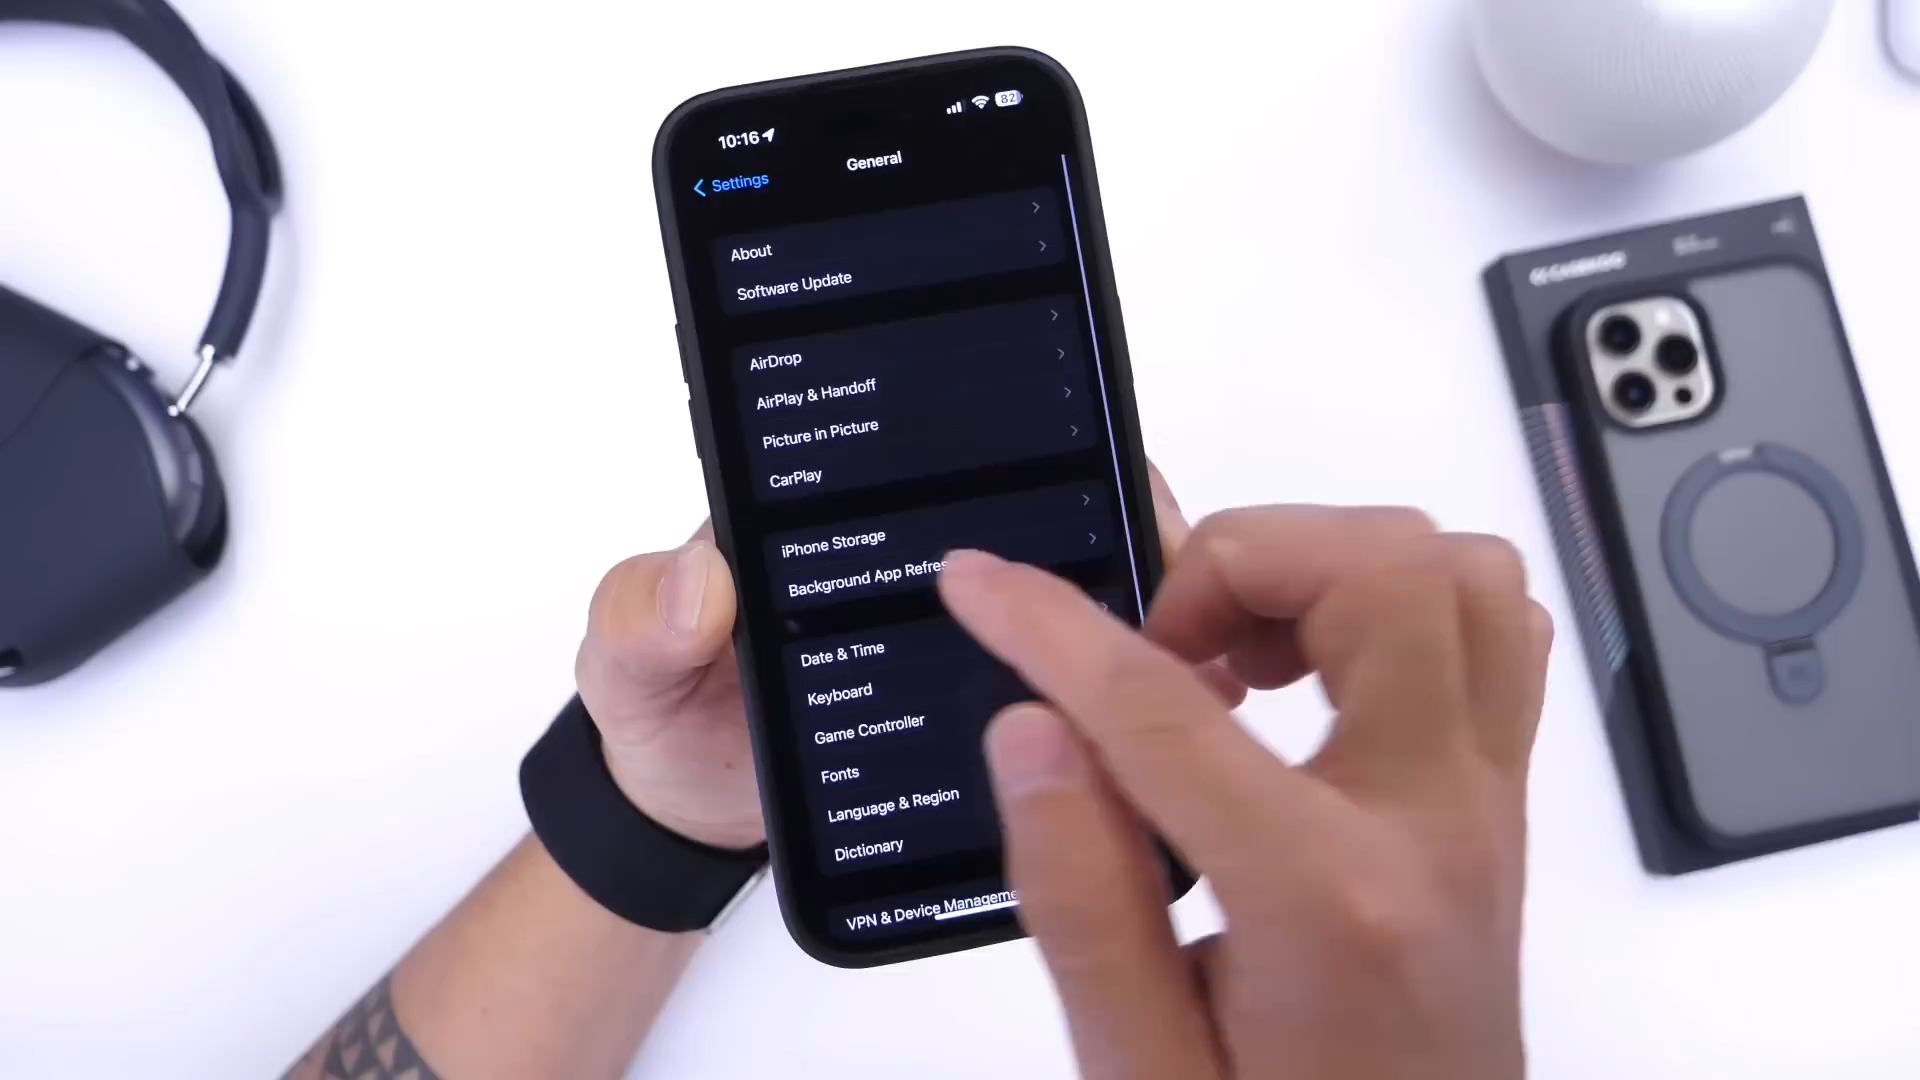 10:16
82
Settings
General
About
Software Update
AirDrop
AirPlay & Handoff
Picture in Picture
CarPlay
iPhone Storage
Background App Refres
Date & Time
Keyboard
Game Controller
Fonts
Language & Region
Dictionary
VPN & Device Manageme